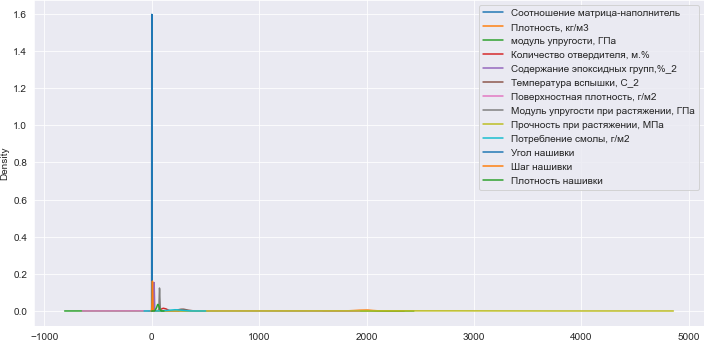 1.6
1.4
1.2
1.0
0.8
0.6
0.4
0.2
0.0
Density
−1000
0
1000
2000
3000
4000
5000
Соотношение матрица-наполнитель
Плотность, кг/м3
модуль упругости, ГПа
Количество отвердителя, м.%
Содержание эпоксидных групп,%_2
Температура вспышки, С_2
Поверхностная плотность, г/м2
Модуль упругости при растяжении, ГПа
Прочность при растяжении, МПа
Потребление смолы, г/м2
Угол нашивки
Шаг нашивки
Плотность нашивки